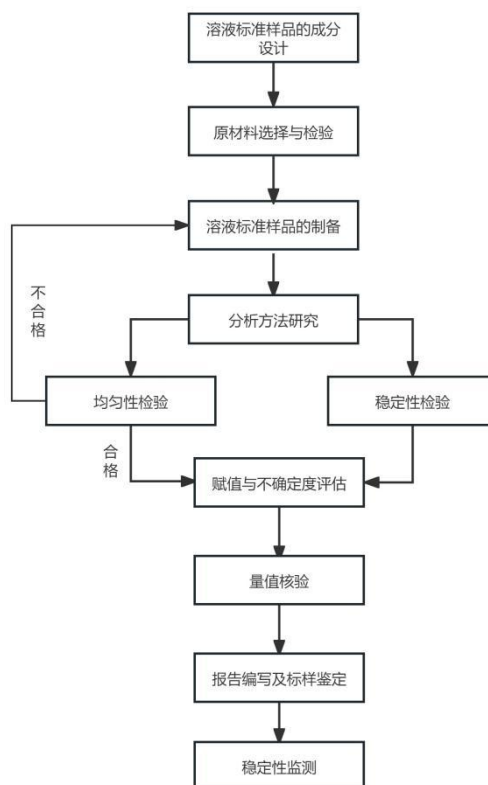 溶液标准样品的成分
设计
原材料选择与检验
溶液标准样品的制备
不
合
格
分析方法研究
均匀性检验
稳定性检验
合
格
赋值与不确定度评估
量值核验
报告编写及标样鉴定
稳定性监测